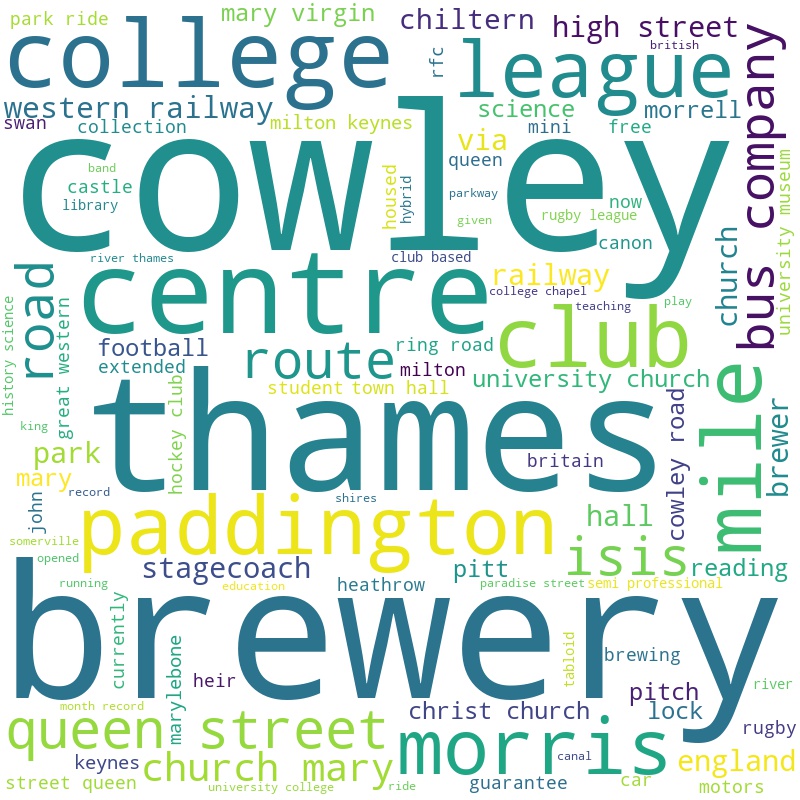 park ride
mary virgin
chiltern
high street
british
college
league
rfc
western railway
science
morrell
swan
collection
milton keynes
via
mini
free
cowley
queen
band
castle
library
housed
hybrid
parkway
given
now
rugby league
canon
bus company
university museum
river thames
club based
centre
railway
college chapel
teaching
play
church
road
history science
great western
football
extended
route
ring road
milton
club
student
town hall
university church
hockey club
thames
britain
cowley road
mile
brewer
king
park
mary
john
record
shires
paddington
hall
isis
reading
somerville
opened
stagecoach
pitt
running
education
heathrow
paradise street
semi professional
brewery
currently
marylebone
heir
tabloid
brewing
pitch
river
month record
queen street
christ church
lock
rugby
morris
keynes
church mary
canal
england
street queen
university college
ride
guarantee
car
motors